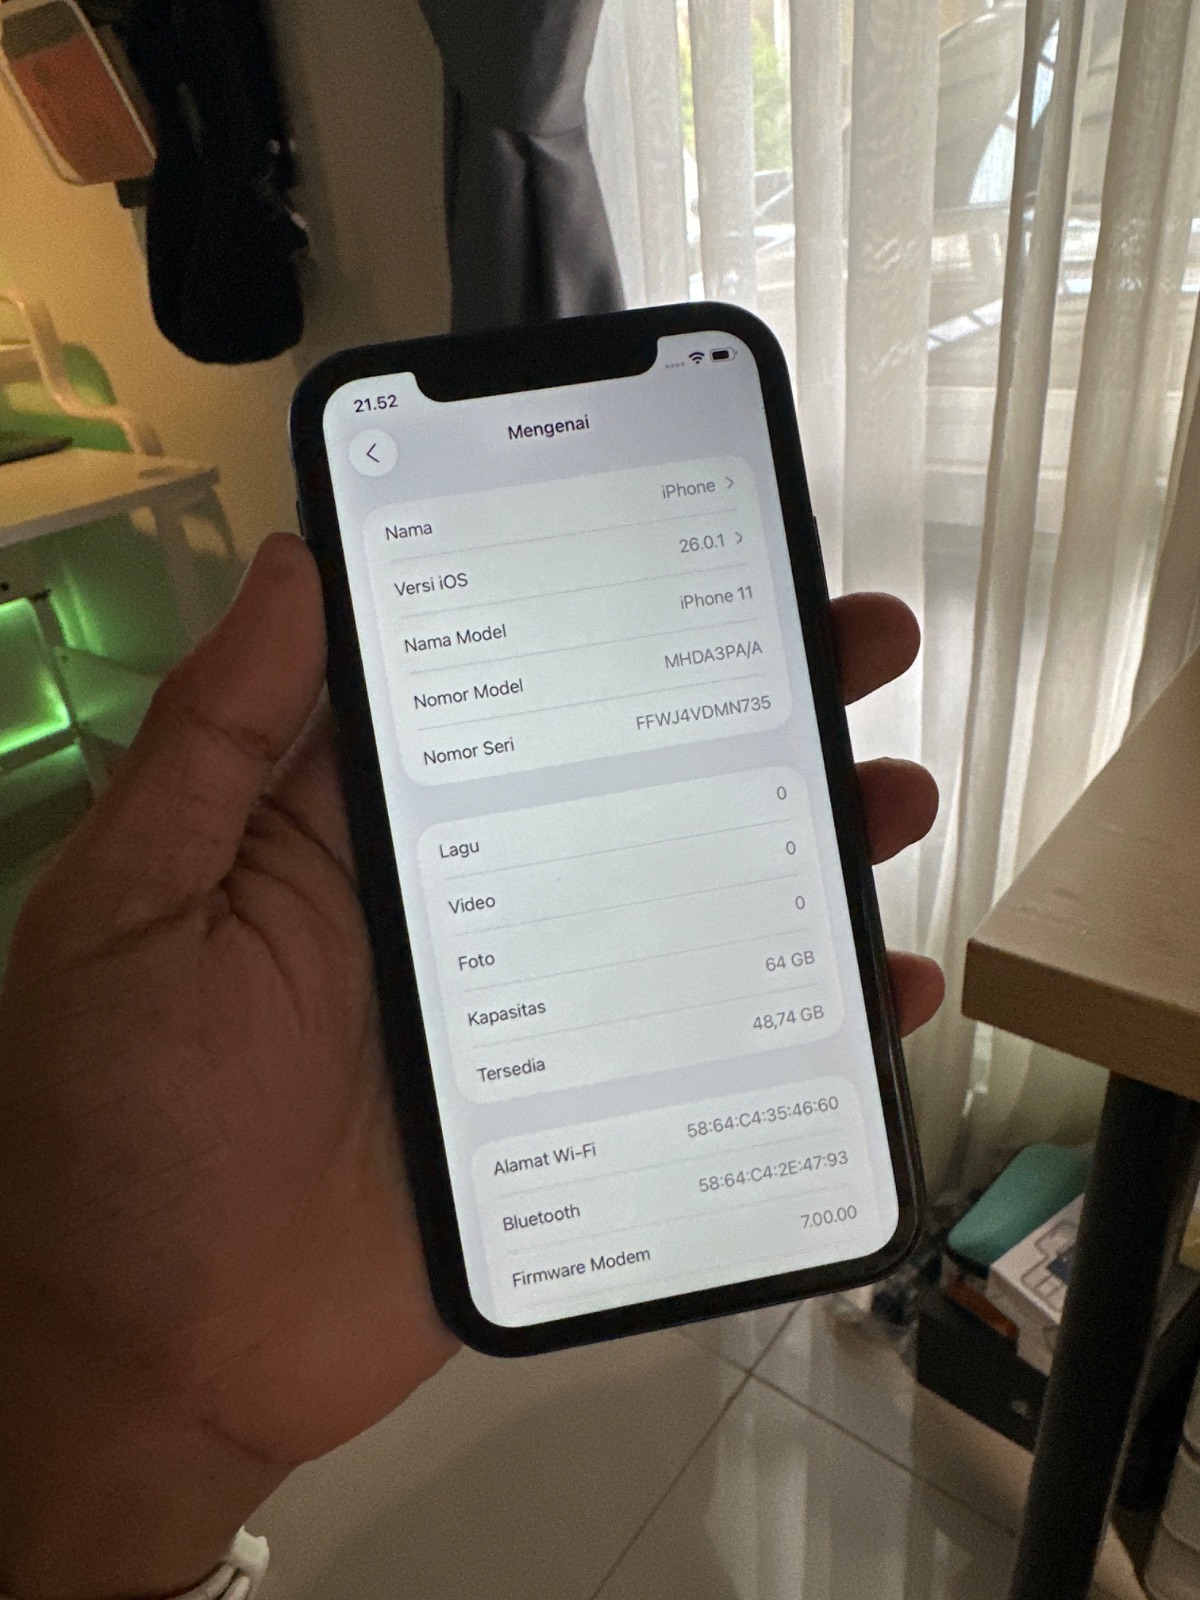 21.52
Mengenai
Nama iPhone
Versi iOS 26.0.1
Nama Model iPhone 11
Nomor Model MHDA3PA/A
Nomor Seri FFWJ4VDMN735
Lagu 0
Video 0
Foto 0
Kapasitas 64 GB
Tersedia 48,74 GB
Alamat Wi-Fi 58:64:C4:35:46:60
Bluetooth 58:64:C4:2E:47:93
Firmware Modem 7.00.00